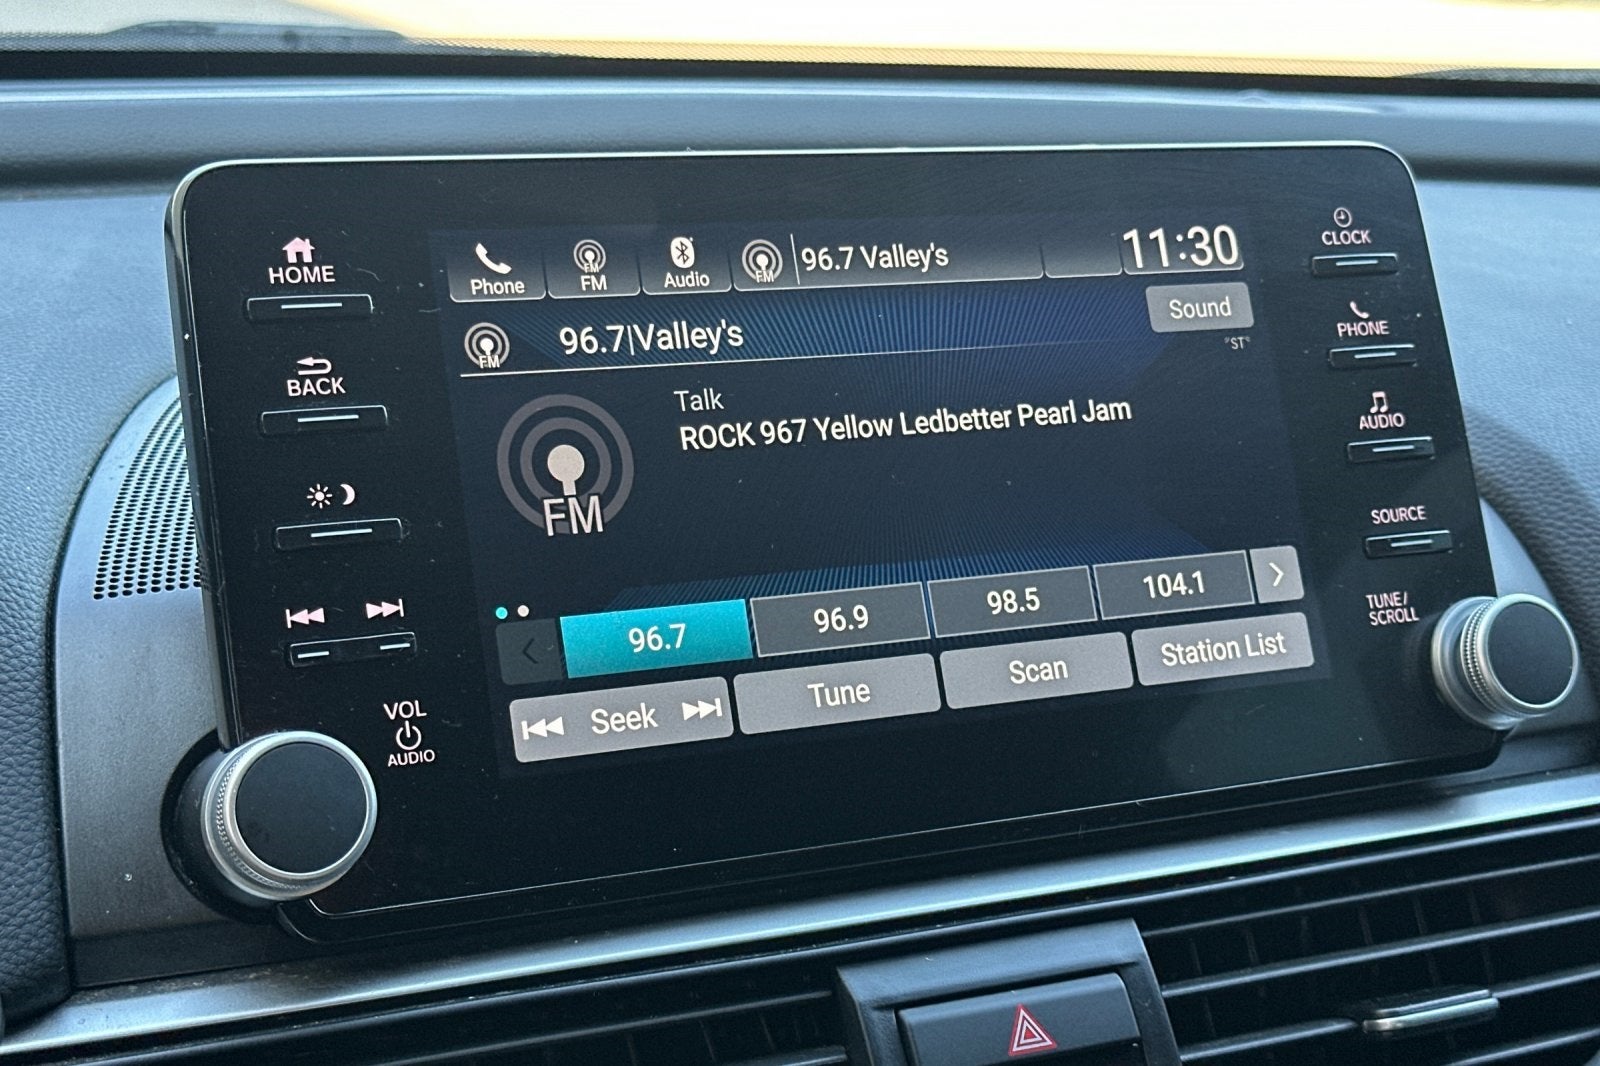 HOME
BACK
VOL
AUDIO
Phone
FM
FM
Audio
FM
96.7 Valley's
11:30
FM
96.7|Valley's
Sound
°ST°
Talk
ROCK 967 Yellow Ledbetter Pearl Jam
FM
96.7
96.9
98.5
104.1
Seek
Tune
Scan
Station List
CLOCK
PHONE
AUDIO
SOURCE
TUNE/
SCROLL